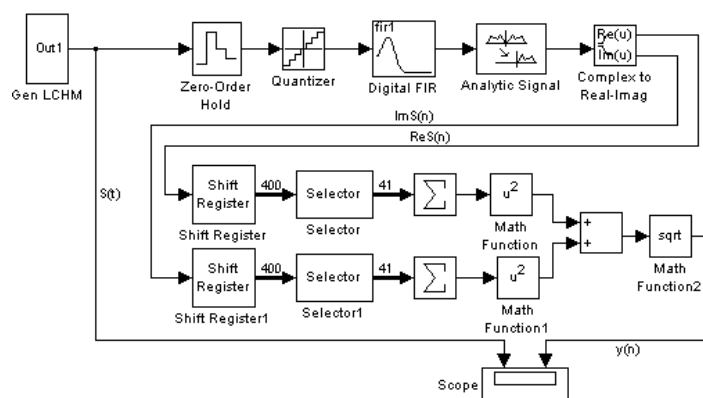 Out1
Gen LCHM
Zero-Order
Hold
Quantizer
fir1
Digital FIR
Analytic Signal
Re(u)
Im(u)
Complex to
Real-Imag
ImS(n)
ReS(n)
S(t)
Shift
Register
Shift Register
400
Selector
Selector
41
u²
Math
Function
+
+
sqrt
Math
Function2
Shift
Register
Shift Register1
400
Selector
Selector1
41
u²
Math
Function1
y(n)
Scope